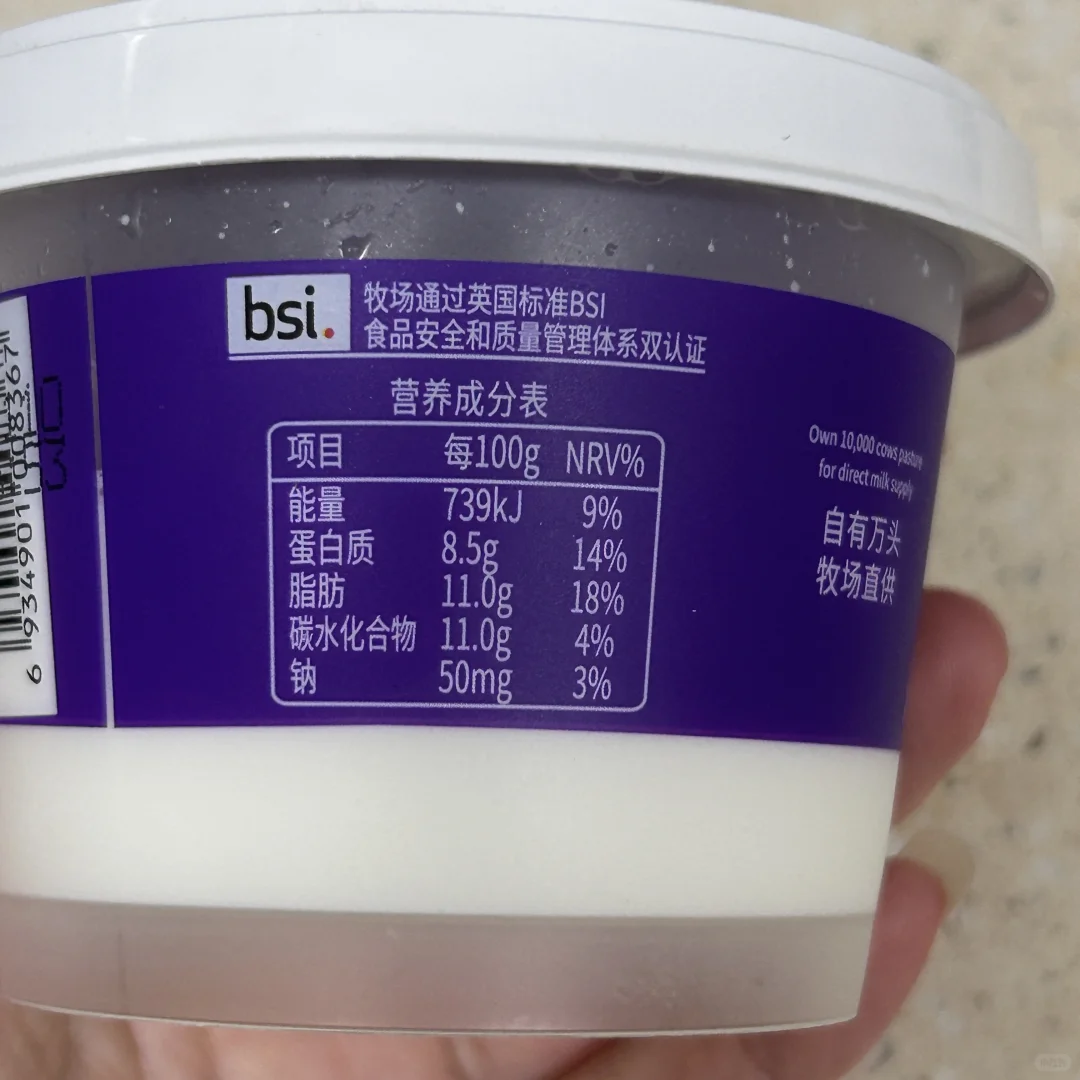 bsi.
牧场通过英国标准BSI
食品安全和质量管理体系双认证
营养成分表
项目 每100g NRV%
能量 739kJ 9%
蛋白质 8.5g 14%
脂肪 11.0g 18%
碳水化合物 11.0g 4%
钠 50mg 3%
Own 10,000 cows pasture
for direct milk supply
自有万头
牧场直供